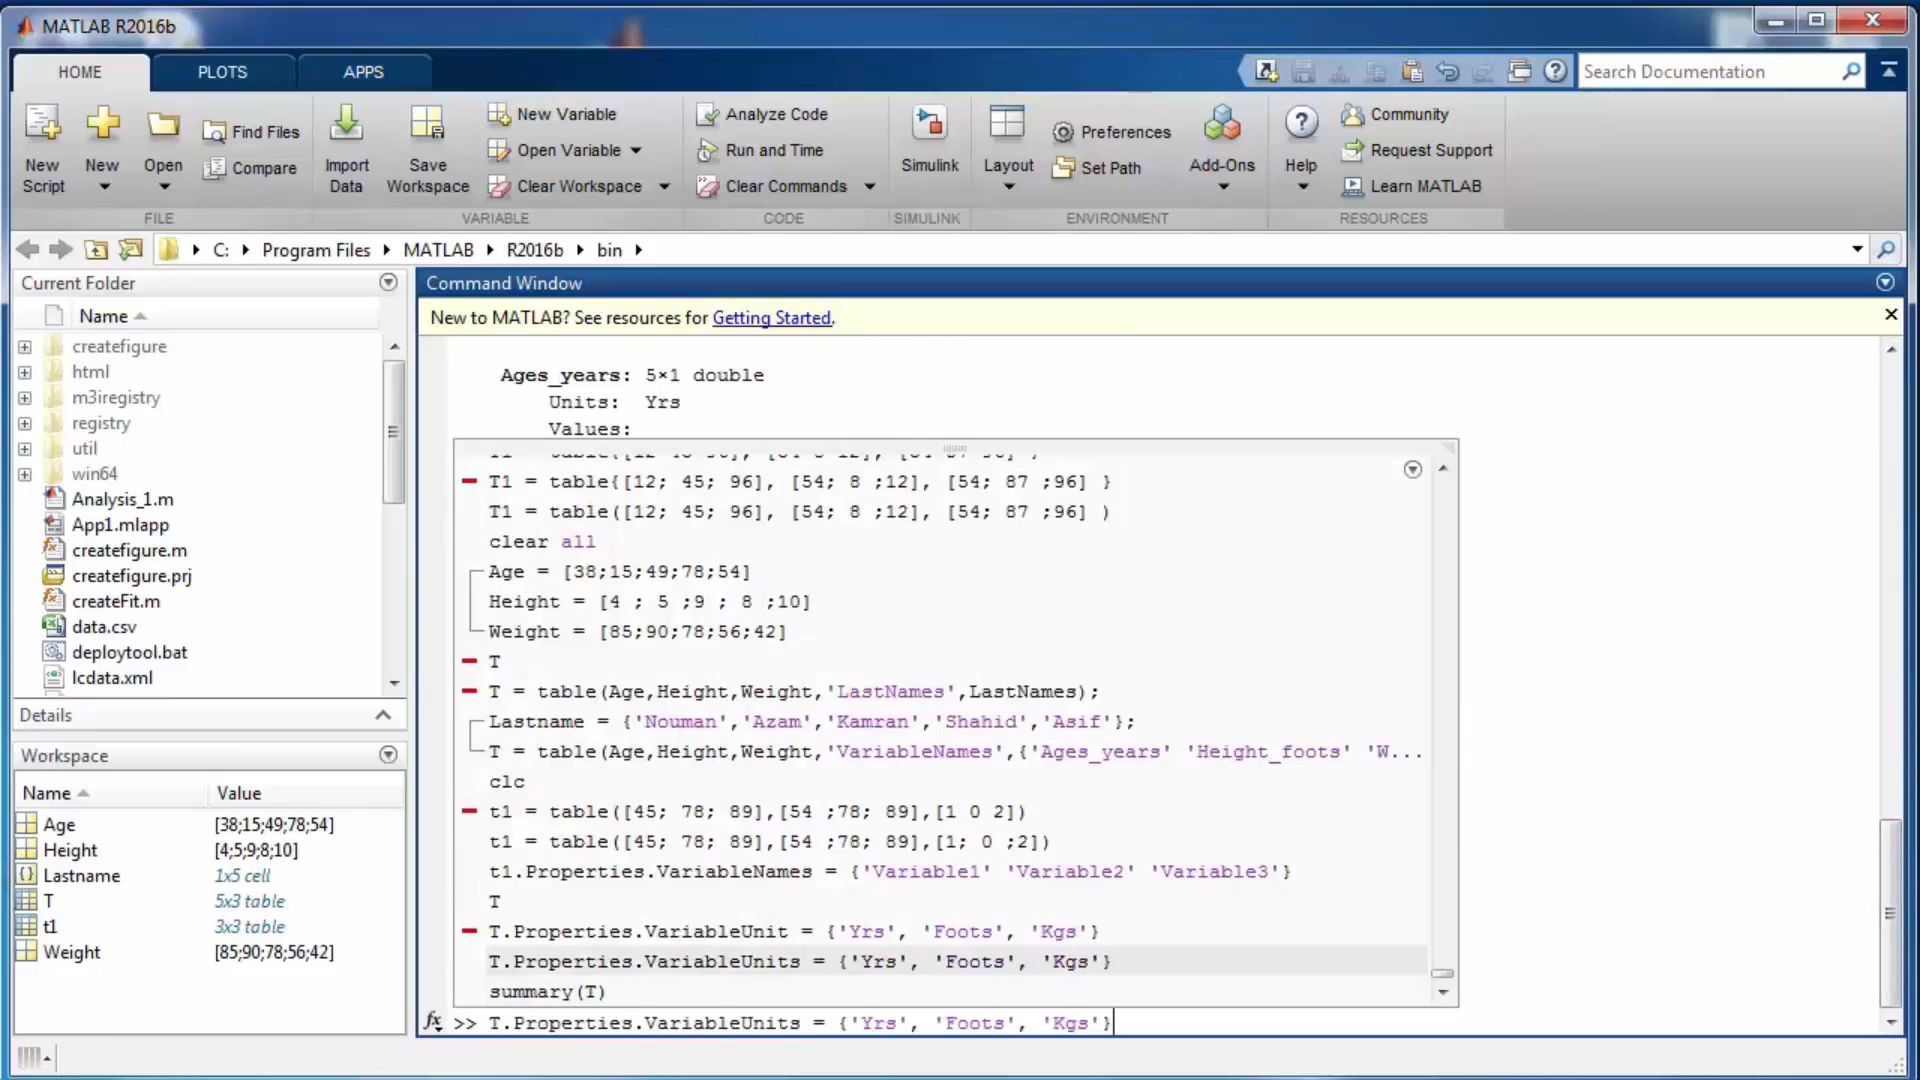 MATLAB R2016b
HOME
PLOTS
APPS
Search Documentation
New Script
New
Open
Find Files
Compare
Import Data
Save Workspace
New Variable
Open Variable
Clear Workspace
Analyze Code
Run and Time
Clear Commands
Simulink
Layout
Preferences
Set Path
Add-Ons
Help
Community
Request Support
Learn MATLAB
FILE
VARIABLE
CODE
SIMULINK
ENVIRONMENT
RESOURCES
C: Program Files MATLAB R2016b bin
Current Folder
Name
createfigure
html
m3iregistry
registry
util
win64
Analysis_1.m
App1.mlapp
createfigure.m
createfigure.prj
createFit.m
data.csv
deploytool.bat
lcdata.xml
Details
Workspace
Name Value
Age [38;15;49;78;54]
Height [4;5;9;8;10]
Lastname 1x5 cell
T 5x3 table
t1 3x3 table
Weight [85;90;78;56;42]
Command Window
New to MATLAB? See resources for Getting Started.
Ages_years: 5×1 double
Units: Yrs
Values:
T1 = table{[12; 45; 96], [54; 8 ;12], [54; 87 ;96] }
T1 = table([12; 45; 96], [54; 8 ;12], [54; 87 ;96] )
clear all
Age = [38;15;49;78;54]
Height = [4 ; 5 ;9 ; 8 ;10]
Weight = [85;90;78;56;42]
T
T = table(Age,Height,Weight,'LastNames',LastNames);
Lastname = {'Nouman','Azam','Kamran','Shahid','Asif'};
T = table(Age,Height,Weight,'VariableNames',{'Ages_years' 'Height_foots' 'W...
clc
t1 = table([45; 78; 89],[54 ;78; 89],[1 0 2])
t1 = table([45; 78; 89],[54 ;78; 89],[1; 0 ;2])
t1.Properties.VariableNames = {'Variable1' 'Variable2' 'Variable3'}
T
T.Properties.VariableUnit = {'Yrs', 'Foots', 'Kgs'}
T.Properties.VariableUnits = {'Yrs', 'Foots', 'Kgs'}
summary(T)
fx >> T.Properties.VariableUnits = {'Yrs', 'Foots', 'Kgs'}